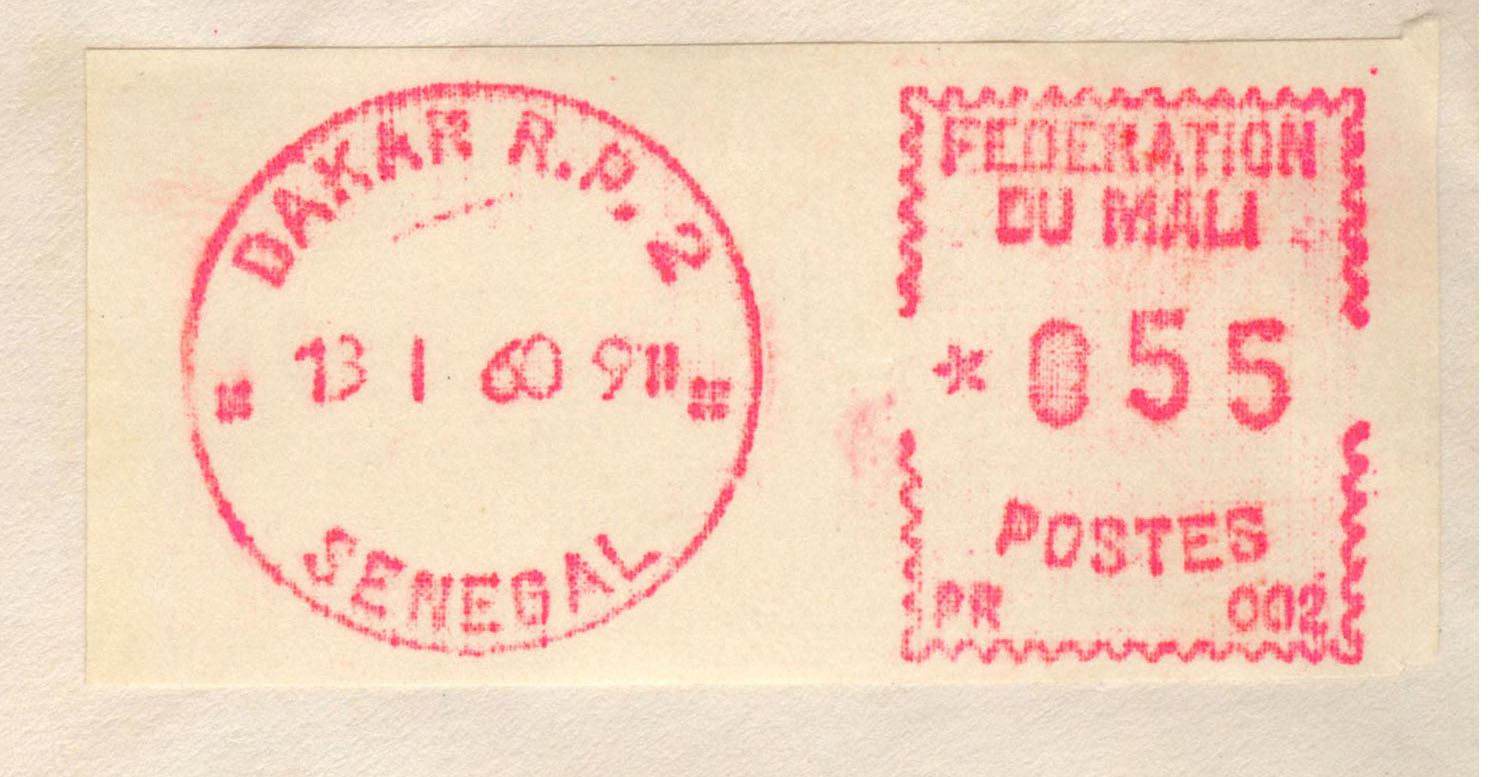 DAKAR R.P. 2
13 I 60 9H
SENEGAL
FEDERATION
DU MALI
* 055
POSTES
PR 002